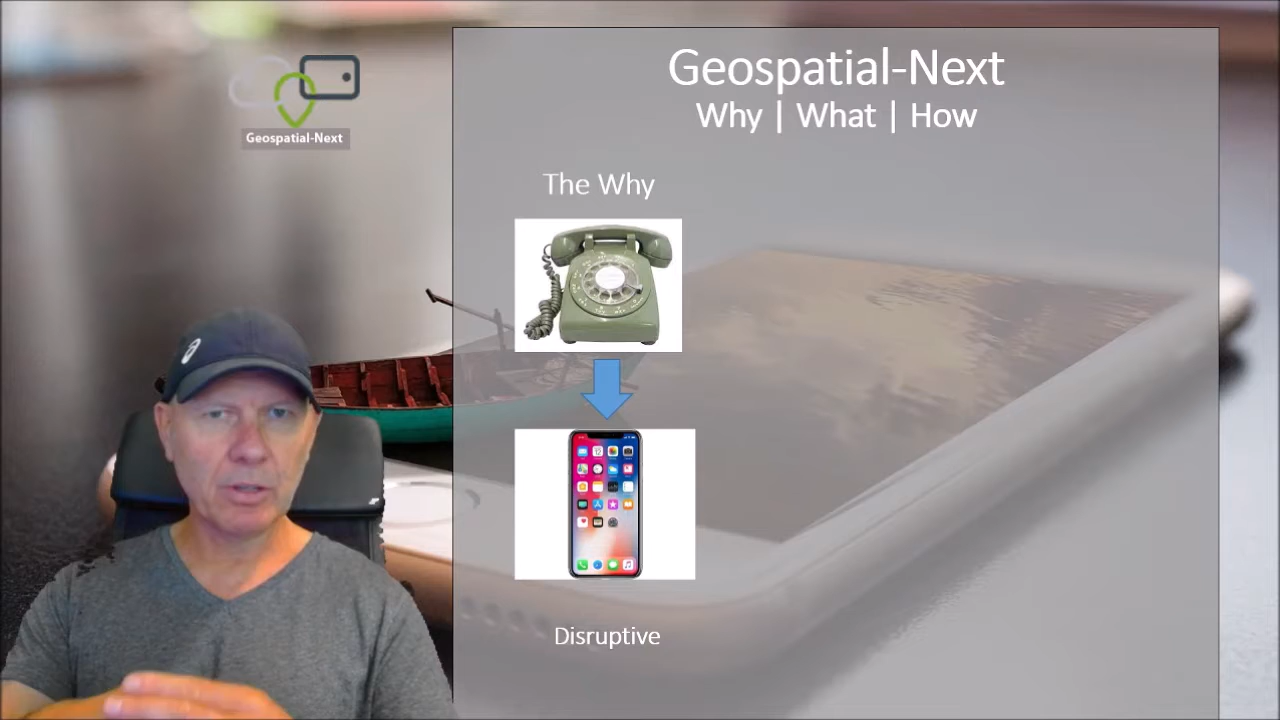 Geospatial-Next
Why | What | How
Geospatial-Next
The Why
Disruptive